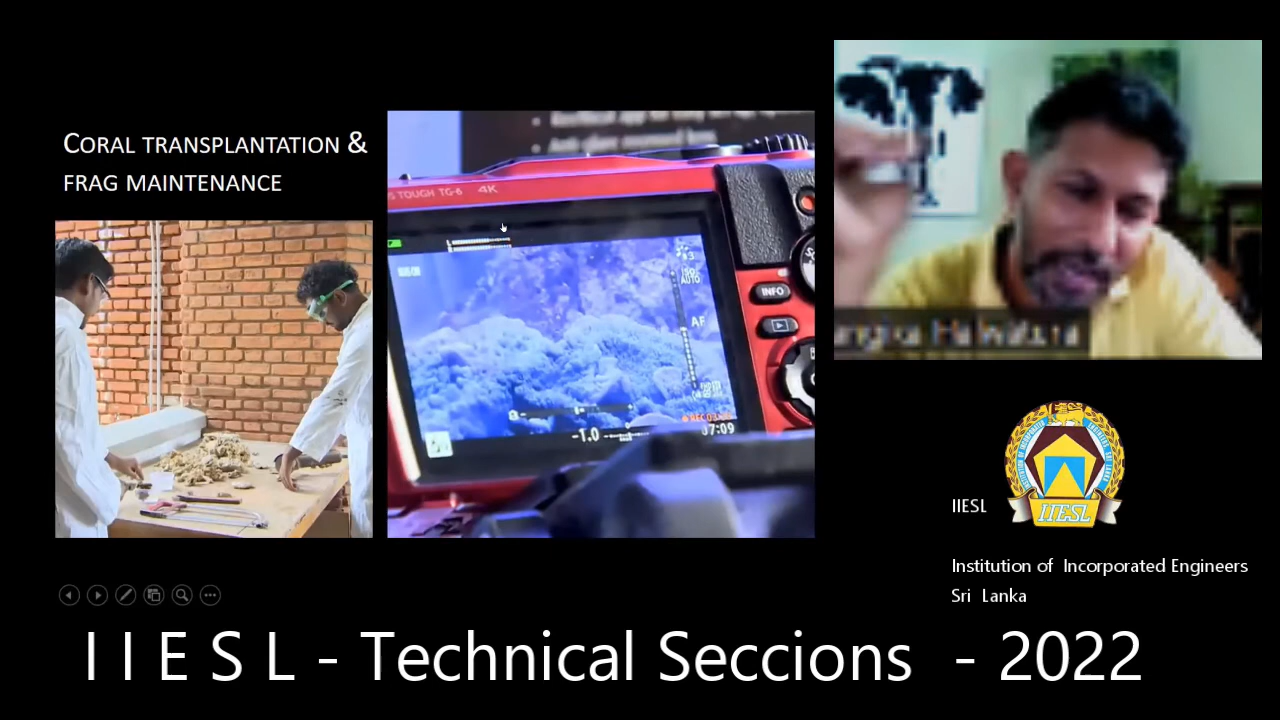 CORAL TRANSPLANTATION &
FRAG MAINTENANCE
TOUGH TG-6 4K
INFO
AF
-1.0
37:09
IIESL
IIESL
Institution of Incorporated Engineers
Sri Lanka
I I E S L - Technical Seccions - 2022